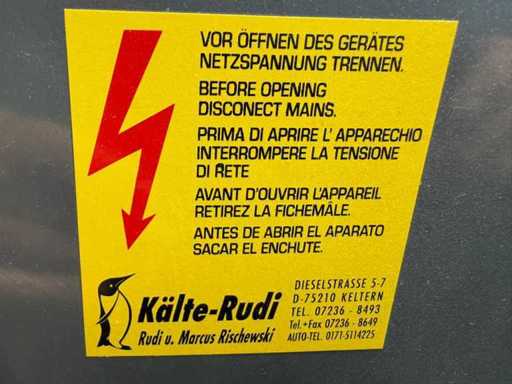 VOR ÖFFNEN DES GERÄTES
NETZSPANNUNG TRENNEN.
BEFORE OPENING
DISCONECT MAINS.
PRIMA DI APRIRE L' APPARECHIO
INTERROMPERE LA TENSIONE
DI RETE
AVANT D'OUVRIR L'APPAREIL
RETIREZ LA FICHEMÂLE.
ANTES DE ABRIR EL APARATO
SACAR EL ENCHUTE.
Kälte-Rudi
Rudi u. Marcus Rischewski
DIESELSTRASSE 5-7
D-75210 KELTERN
TEL. 07236 - 8493
Tel.+Fax 07236 - 8649
AUTO-TEL. 0171-5114225